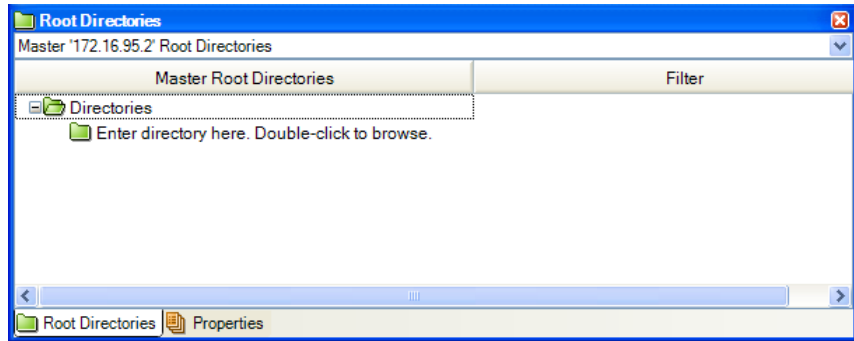 Root Directories
Master '172.16.95.2' Root Directories
Master Root Directories Filter
Directories
Enter directory here. Double-click to browse.
Root Directories Properties